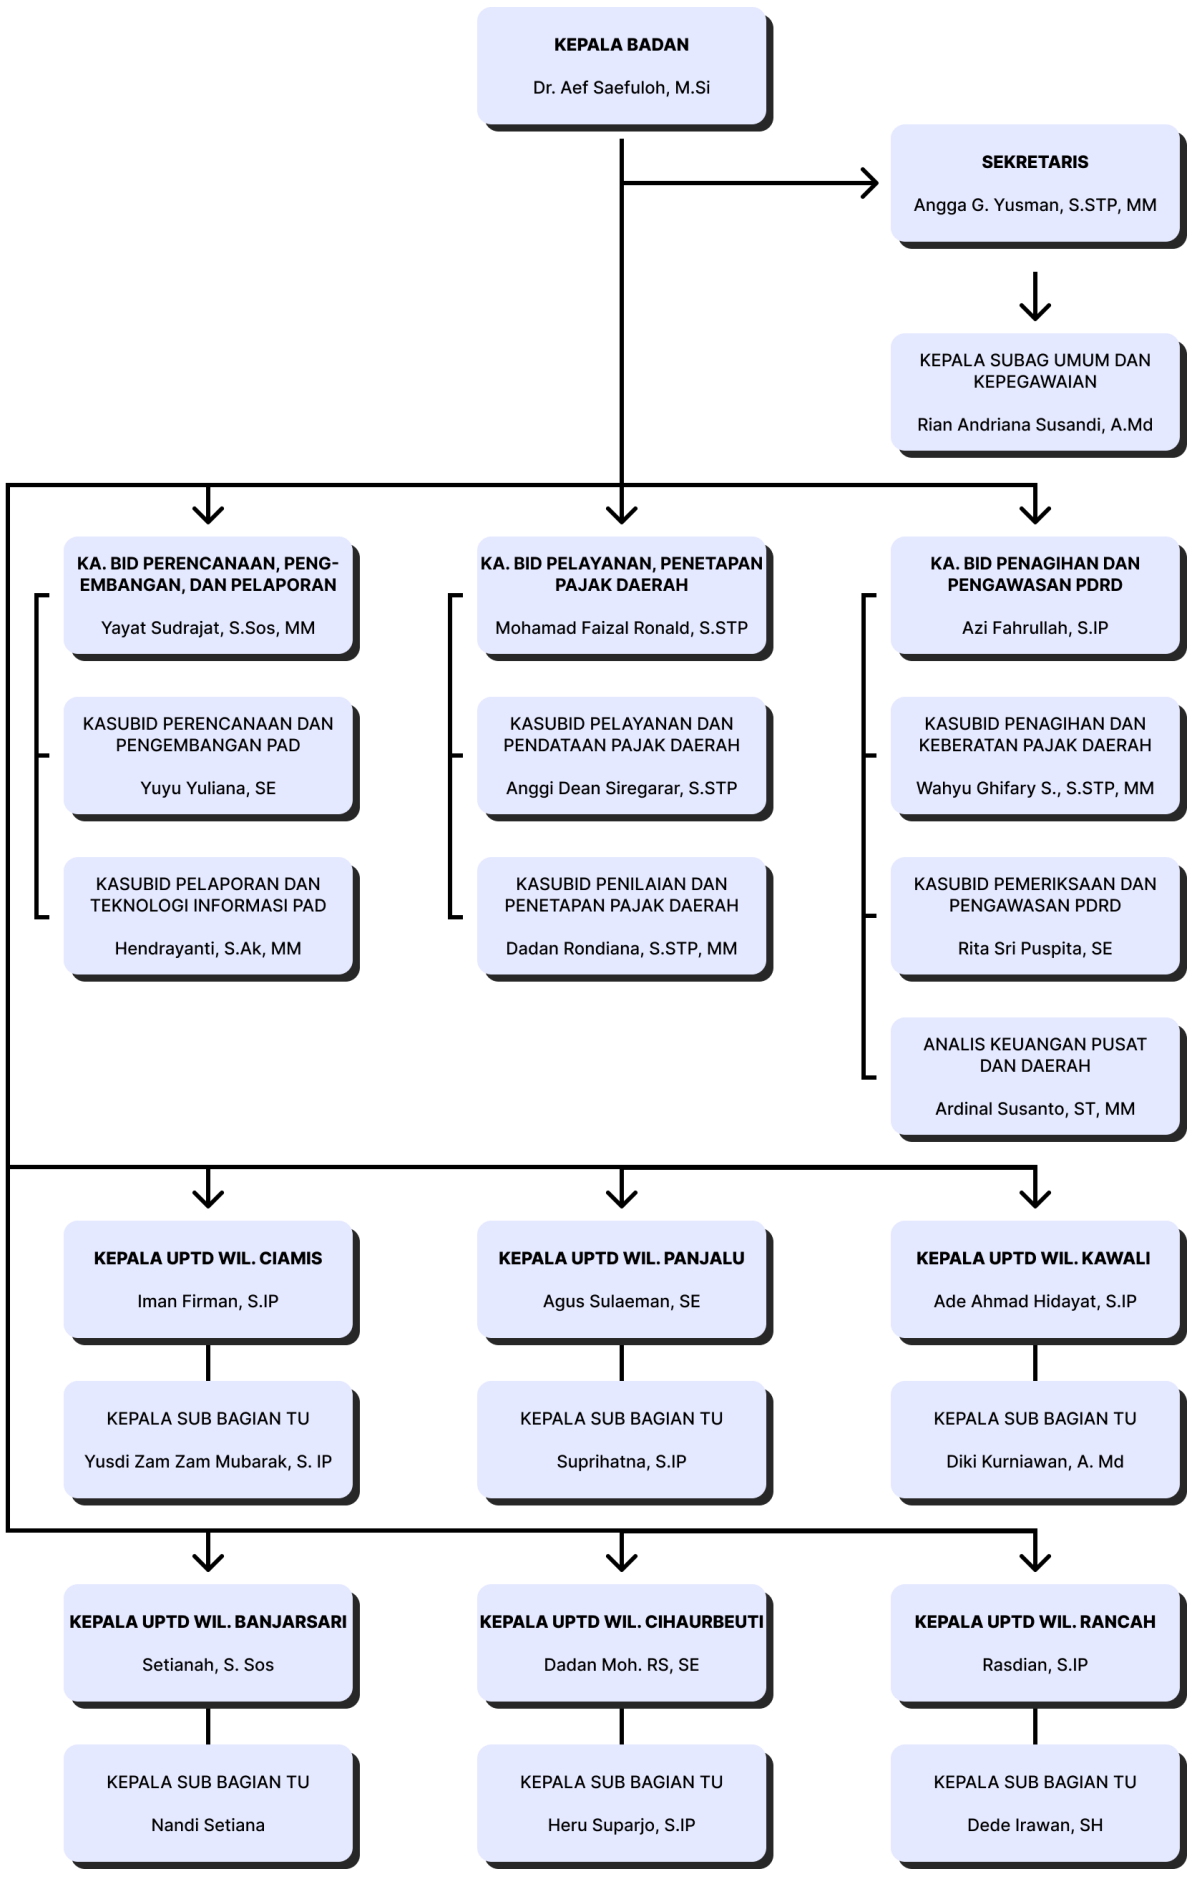 KEPALA BADAN
Dr. Aef Saefuloh, M.Si
SEKRETARIS
Angga G. Yusman, S.STP, MM
KEPALA SUBAG UMUM DAN
KEPEGAWAIAN
Rian Andriana Susandi, A.Md
KA. BID PERENCANAAN, PENG-
EMBANGAN, DAN PELAPORAN
Yayat Sudrajat, S.Sos, MM
KASUBID PERENCANAAN DAN
PENGEMBANGAN PAD
Yuyu Yuliana, SE
KASUBID PELAPORAN DAN
TEKNOLOGI INFORMASI PAD
Hendrayanti, S.Ak, MM
KA. BID PELAYANAN, PENETAPAN
PAJAK DAERAH
Mohamad Faizal Ronald, S.STP
KASUBID PELAYANAN DAN
PENDATAAN PAJAK DAERAH
Anggi Dean Siregarar, S.STP
KASUBID PENILAIAN DAN
PENETAPAN PAJAK DAERAH
Dadan Rondiana, S.STP, MM
KA. BID PENAGIHAN DAN
PENGAWASAN PDRD
Azi Fahrullah, S.IP
KASUBID PENAGIHAN DAN
KEBERATAN PAJAK DAERAH
Wahyu Ghifary S., S.STP, MM
KASUBID PEMERIKSAAN DAN
PENGAWASAN PDRD
Rita Sri Puspita, SE
ANALIS KEUANGAN PUSAT
DAN DAERAH
Ardinal Susanto, ST, MM
KEPALA UPTD WIL. CIAMIS
Iman Firman, S.IP
KEPALA SUB BAGIAN TU
Yusdi Zam Zam Mubarak, S. IP
KEPALA UPTD WIL. PANJALU
Agus Sulaeman, SE
KEPALA SUB BAGIAN TU
Suprihatna, S.IP
KEPALA UPTD WIL. KAWALI
Ade Ahmad Hidayat, S.IP
KEPALA SUB BAGIAN TU
Diki Kurniawan, A. Md
KEPALA UPTD WIL. BANJARSARI
Setianah, S. Sos
KEPALA SUB BAGIAN TU
Nandi Setiana
KEPALA UPTD WIL. CIHAURBEUTI
Dadan Moh. RS, SE
KEPALA SUB BAGIAN TU
Heru Suparjo, S.IP
KEPALA UPTD WIL. RANCAH
Rasdian, S.IP
KEPALA SUB BAGIAN TU
Dede Irawan, SH